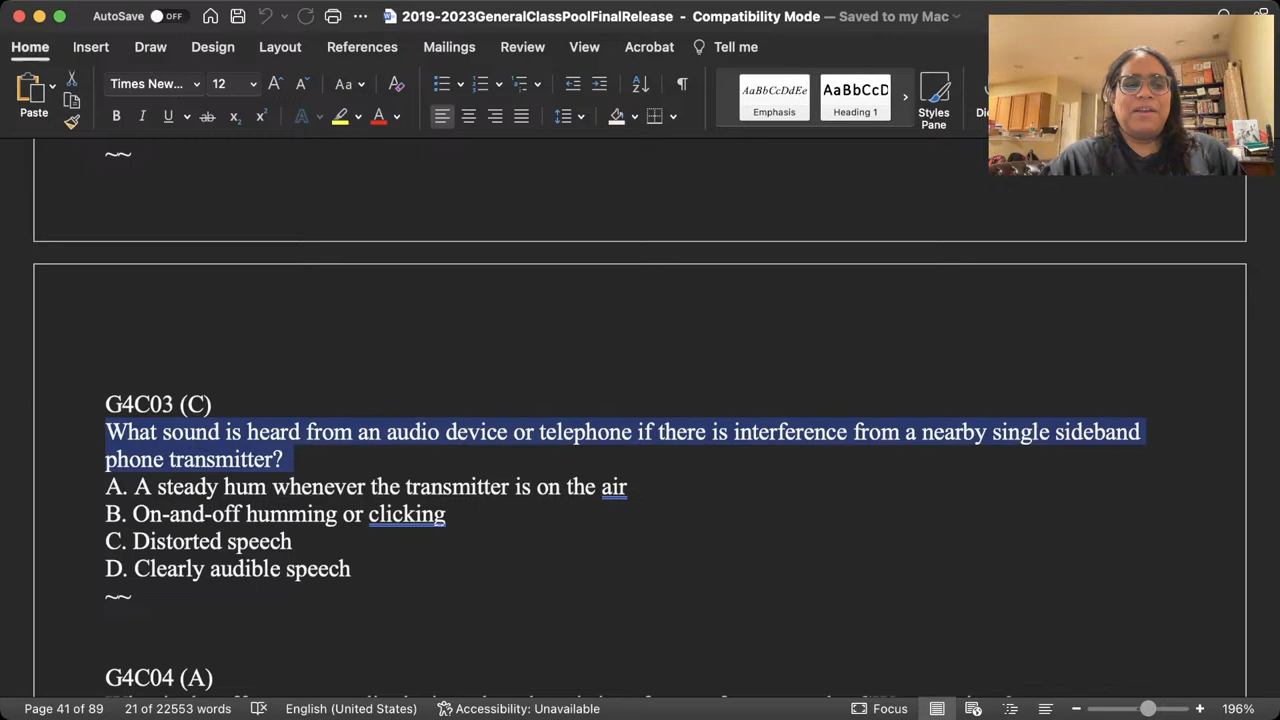 AutoSave OFF 2019-2023GeneralClassPoolFinalRelease - Compatibility Mode — Saved to my Mac
Home Insert Draw Design Layout References Mailings Review View Acrobat Tell me
Paste
Times New... 12
AaBbCcDdEe
Emphasis
AaBbCcD
Heading 1
Styles
Pane
~~
G4C03 (C)
What sound is heard from an audio device or telephone if there is interference from a nearby single sideband
phone transmitter?
A. A steady hum whenever the transmitter is on the air
B. On-and-off humming or clicking
C. Distorted speech
D. Clearly audible speech
~~
G4C04 (A)
Page 41 of 89 21 of 22553 words English (United States) Accessibility: Unavailable Focus 196%